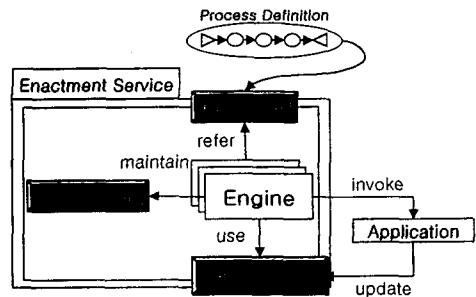 Process Definition
Enactment Service
refer
maintain
Engine
invoke
use
Application
update